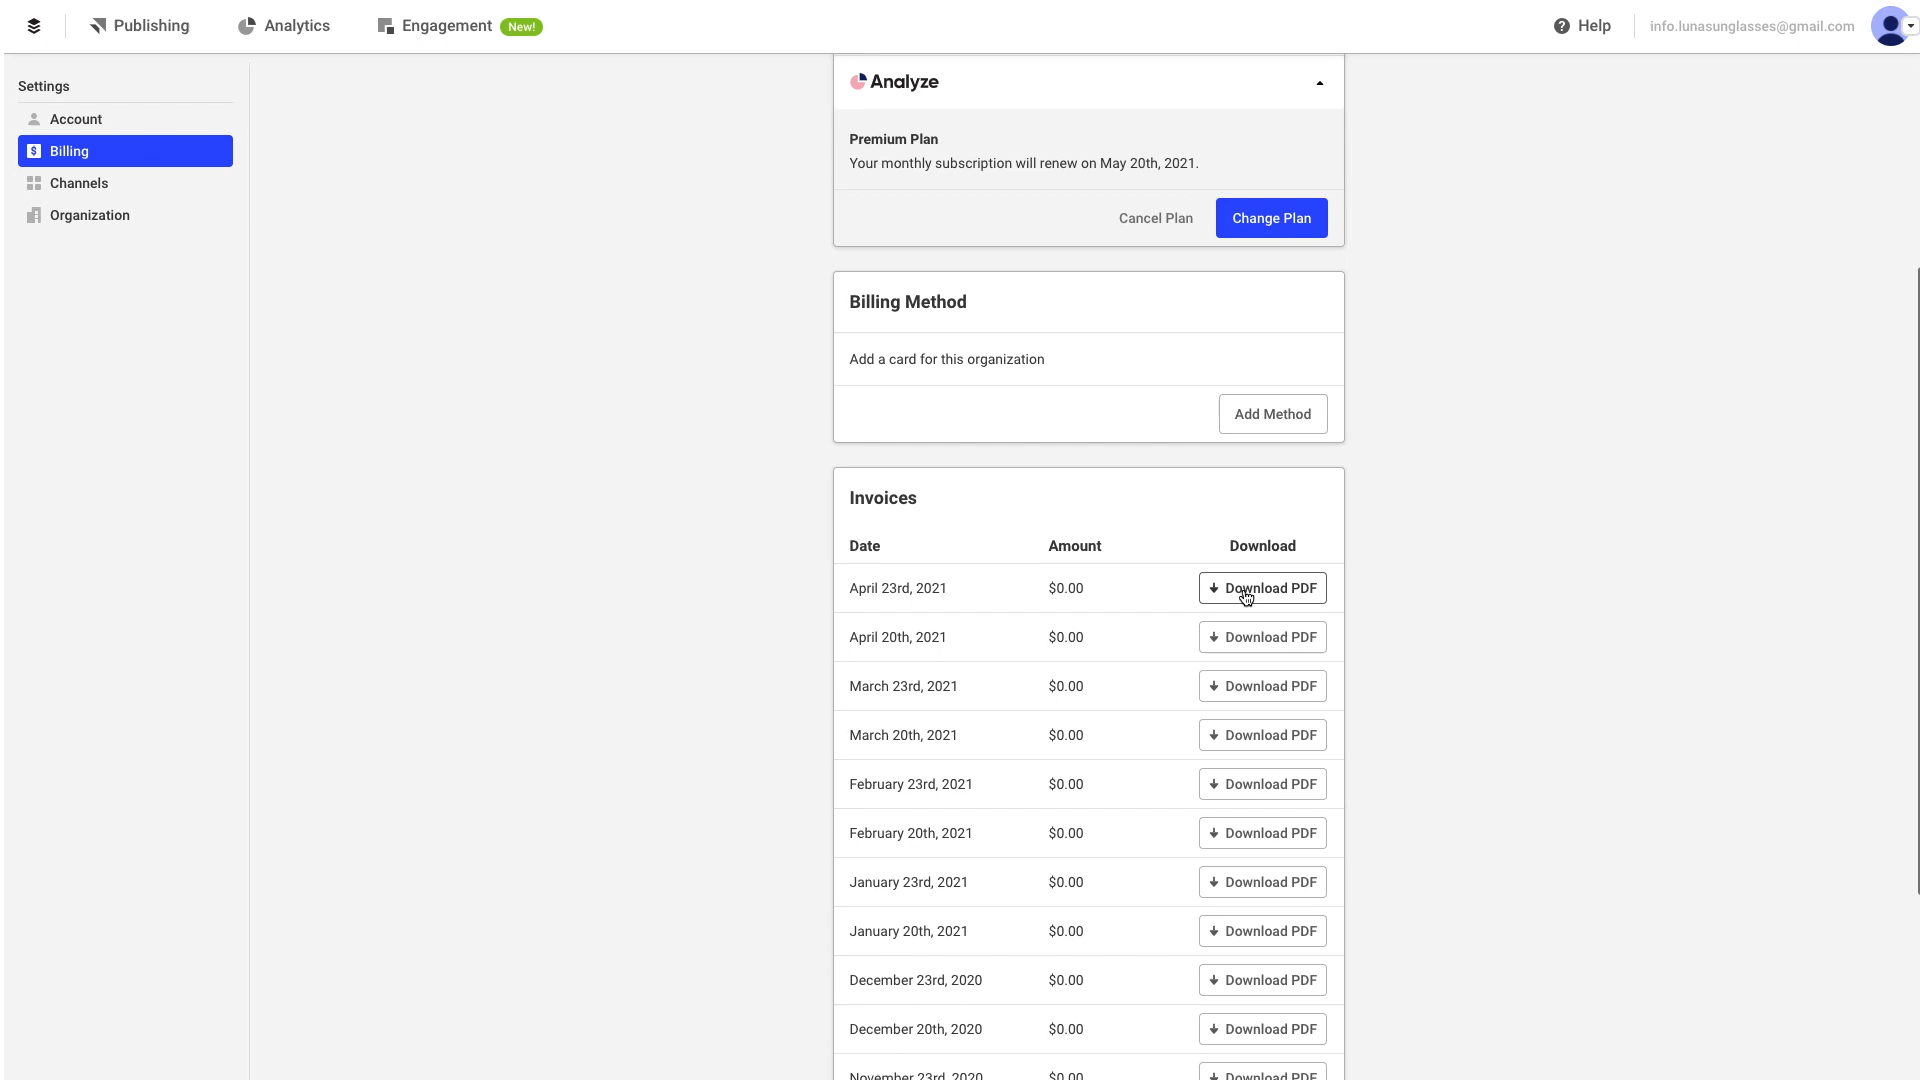 Publishing
Analytics
Engagement New!
Help
info.lunasunglasses@gmail.com
Settings
Account
Billing
Channels
Organization
Analyze
Premium Plan
Your monthly subscription will renew on May 20th, 2021.
Cancel Plan
Change Plan
Billing Method
Add a card for this organization
Add Method
Invoices
Date Amount Download
April 23rd, 2021 $0.00 Download PDF
April 20th, 2021 $0.00 Download PDF
March 23rd, 2021 $0.00 Download PDF
March 20th, 2021 $0.00 Download PDF
February 23rd, 2021 $0.00 Download PDF
February 20th, 2021 $0.00 Download PDF
January 23rd, 2021 $0.00 Download PDF
January 20th, 2021 $0.00 Download PDF
December 23rd, 2020 $0.00 Download PDF
December 20th, 2020 $0.00 Download PDF
November 23rd, 2020 $0.00 Download PDF